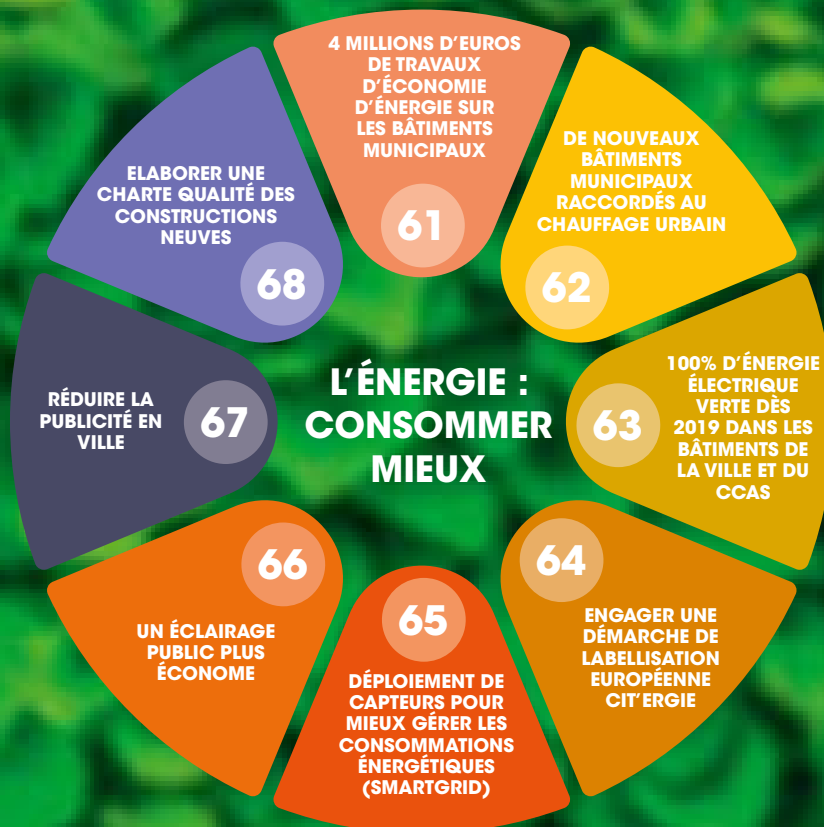 L'ÉNERGIE :
CONSOMMER
MIEUX
4 MILLIONS D'EUROS
DE TRAVAUX
D'ÉCONOMIE
D'ÉNERGIE SUR
LES BÂTIMENTS
MUNICIPAUX
61
DE NOUVEAUX
BÂTIMENTS
MUNICIPAUX
RACCORDÉS AU
CHAUFFAGE URBAIN
62
100% D'ÉNERGIE
ÉLECTRIQUE
VERTE DÈS
2019 DANS LES
BÂTIMENTS DE
LA VILLE ET DU
CCAS
63
64
ENGAGER UNE
DÉMARCHE DE
LABELLISATION
EUROPÉENNE
CIT'ERGIE
65
DÉPLOIEMENT DE
CAPTEURS POUR
MIEUX GÉRER LES
CONSOMMATIONS
ÉNERGÉTIQUES
(SMARTGRID)
66
UN ÉCLAIRAGE
PUBLIC PLUS
ÉCONOME
RÉDUIRE LA
PUBLICITÉ EN
VILLE
67
ELABORER UNE
CHARTE QUALITÉ DES
CONSTRUCTIONS
NEUVES
68